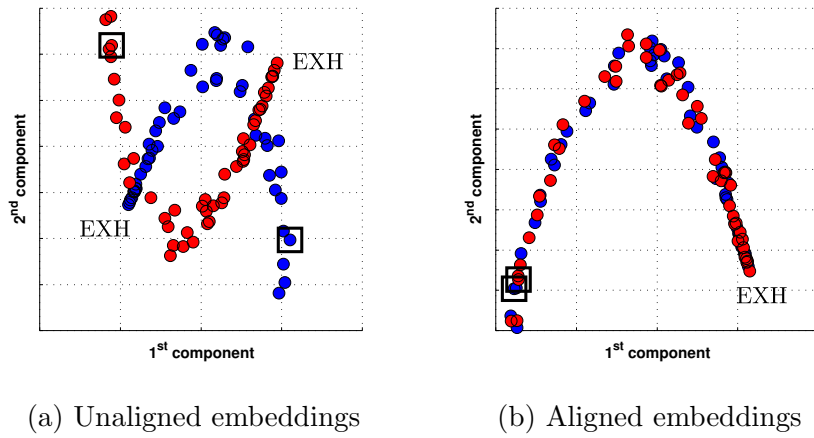 EXH
EXH
2nd component
1st component
(a) Unaligned embeddings
EXH
2nd component
1st component
(b) Aligned embeddings